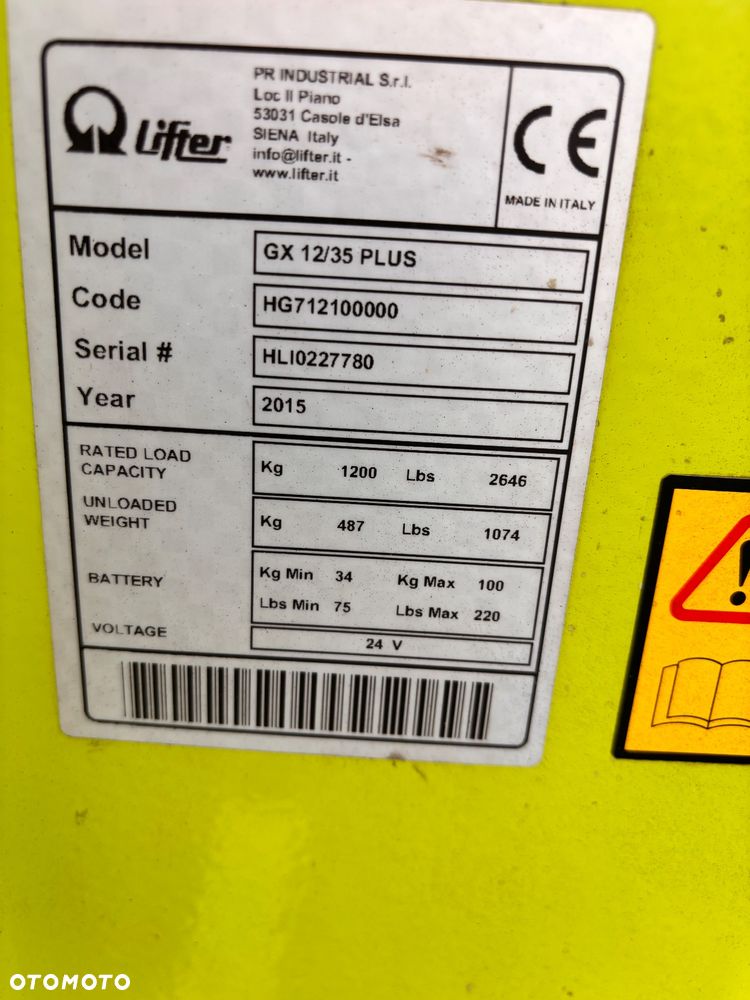 Lifter
PR INDUSTRIAL S.r.l.
Loc Il Piano
53031 Casole d'Elsa
SIENA Italy
info@lifter.it -
www.lifter.it
CE
MADE IN ITALY
Model GX 12/35 PLUS
Code HG712100000
Serial # HLI0227780
Year 2015
RATED LOAD
CAPACITY Kg 1200 Lbs 2646
UNLOADED
WEIGHT Kg 487 Lbs 1074
BATTERY Kg Min 34 Kg Max 100
Lbs Min 75 Lbs Max 220
VOLTAGE 24 V
!
OTOMOTO